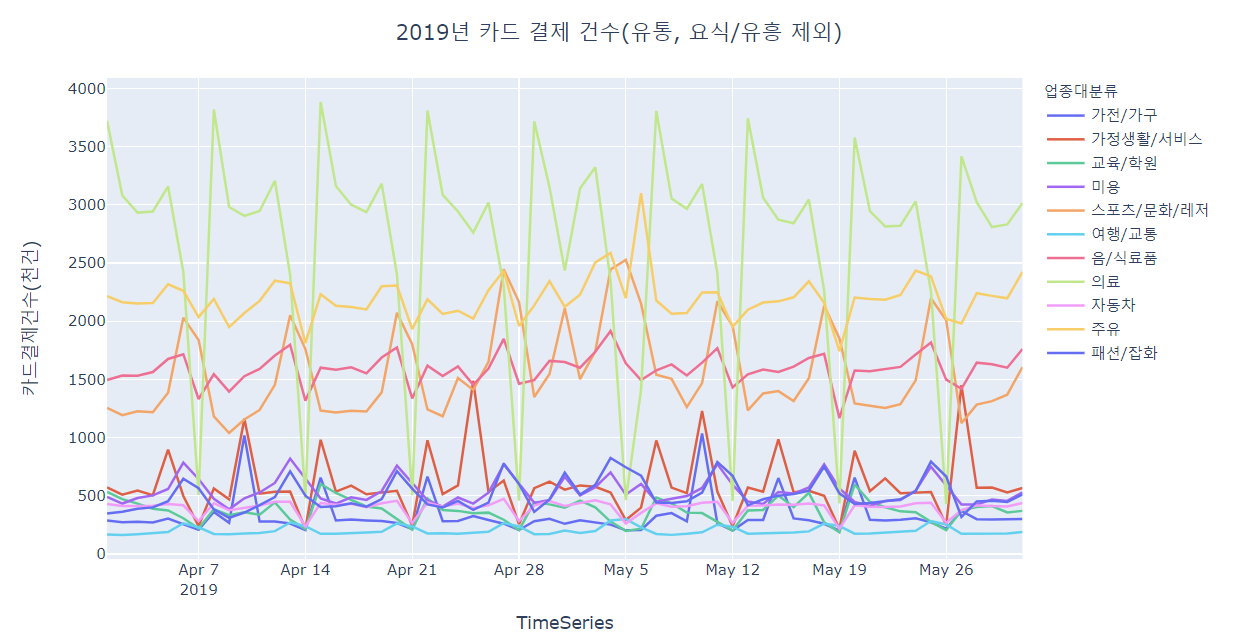 2019년 카드 결제 건수(유통, 요식/유흥 제외)
카드결제건수(천건)
4000
3500
3000
2500
2000
1500
1000
500
0
Apr 7
2019
Apr 14
Apr 21
Apr 28
May 5
May 12
May 19
May 26
TimeSeries
업종대분류
가전/가구
가정생활/서비스
교육/학원
미용
스포츠/문화/레저
여행/교통
음/식료품
의료
자동차
주유
패션/잡화